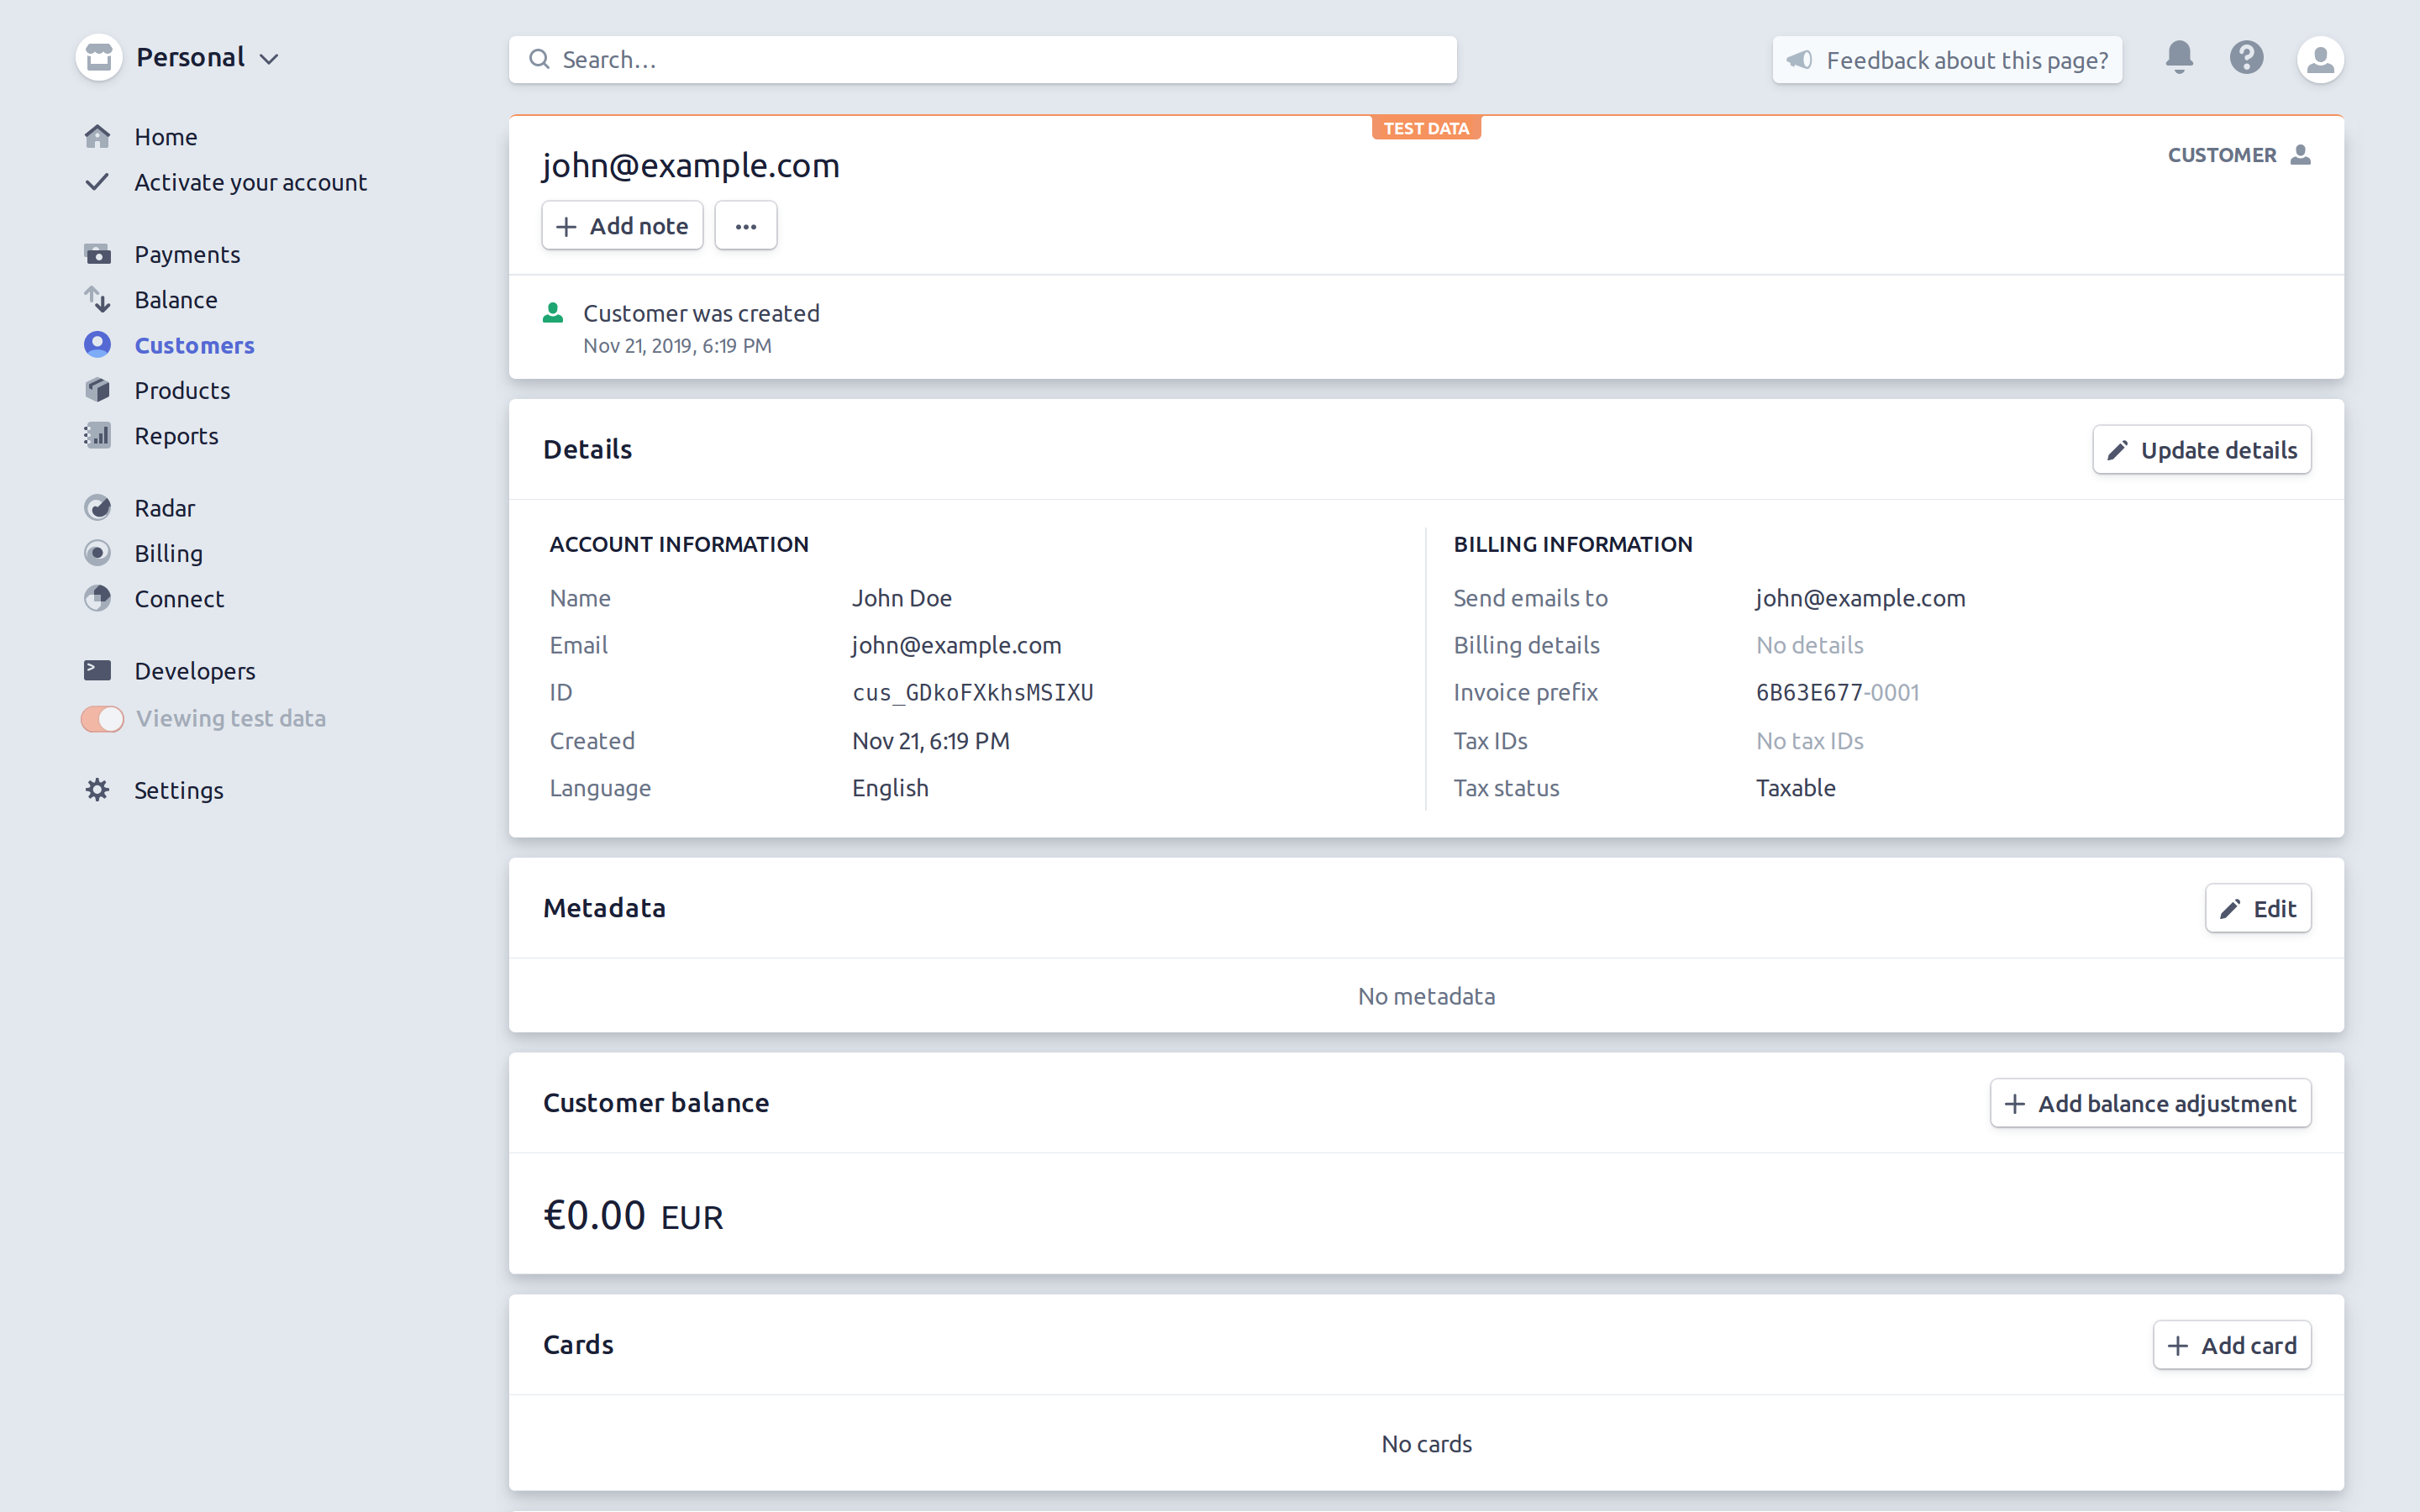 Personal
Search...
Feedback about this page?
Home
Activate your account
Payments
Balance
Customers
Products
Reports
Radar
Billing
Connect
Developers
Viewing test data
Settings
TEST DATA
john@example.com
CUSTOMER
Add note
Customer was created
Nov 21, 2019, 6:19 PM
Details
Update details
ACCOUNT INFORMATION
Name John Doe
Email john@example.com
ID cus_GDkoFXkhsMSIXU
Created Nov 21, 6:19 PM
Language English
BILLING INFORMATION
Send emails to john@example.com
Billing details No details
Invoice prefix 6B63E677-0001
Tax IDs No tax IDs
Tax status Taxable
Metadata
Edit
No metadata
Customer balance
Add balance adjustment
€0.00 EUR
Cards
Add card
No cards